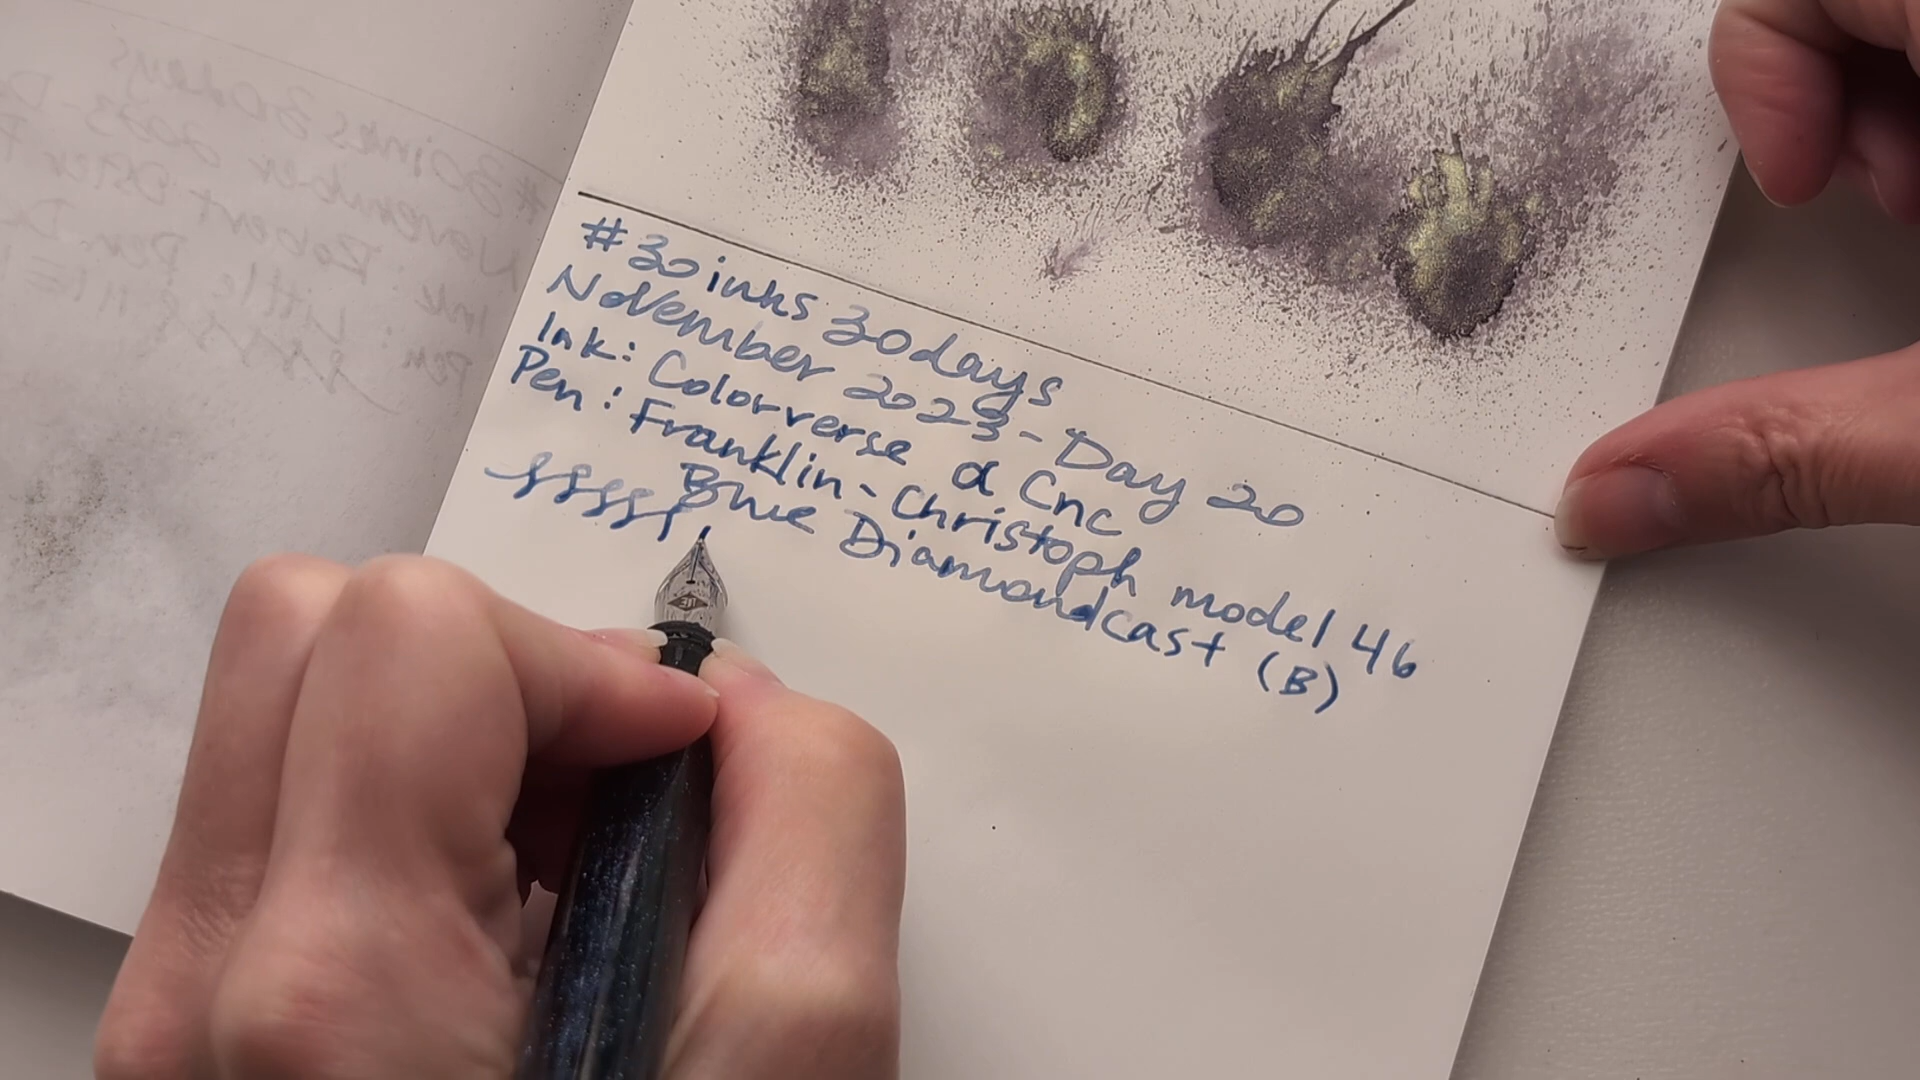 #30inks30days
November 2023 - Day 20
Ink: Colorverse α Cnc
Pen: Franklin-Christoph model 46
Blue Diamondcast (B)